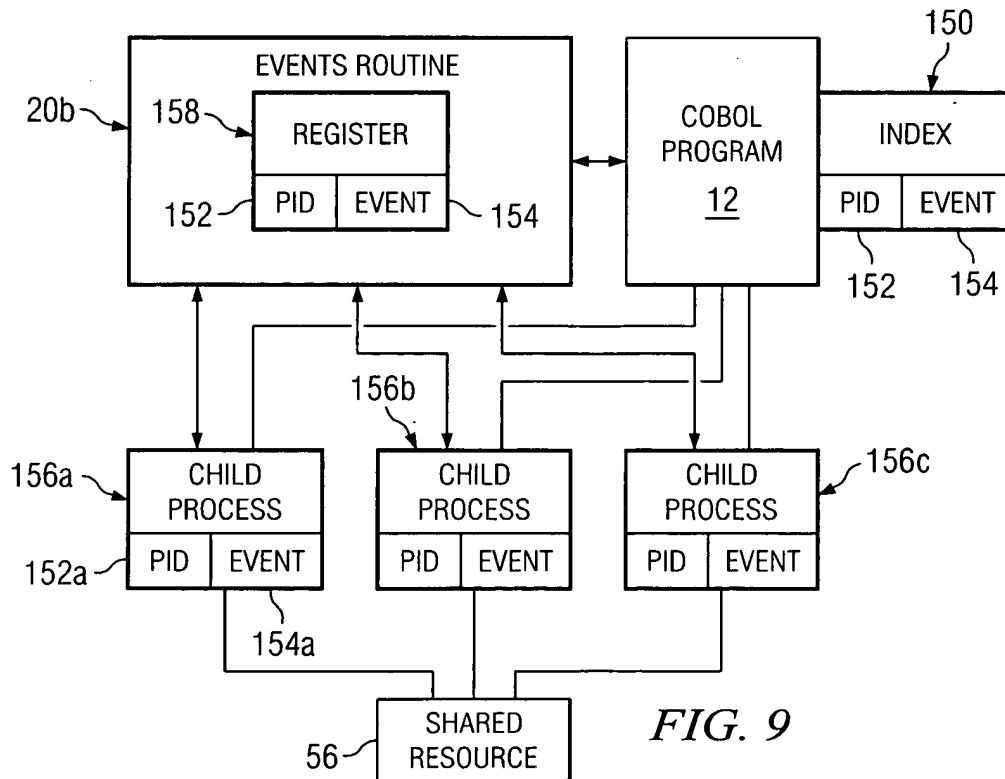 150
EVENTS ROUTINE
20b
158
REGISTER
COBOL
PROGRAM
12
INDEX
152
PID
EVENT
154
PID
EVENT
152
154
156b
156a
CHILD
PROCESS
CHILD
PROCESS
CHILD
PROCESS
156c
152a
PID
EVENT
PID
EVENT
PID
EVENT
154a
56
SHARED
RESOURCE
FIG. 9